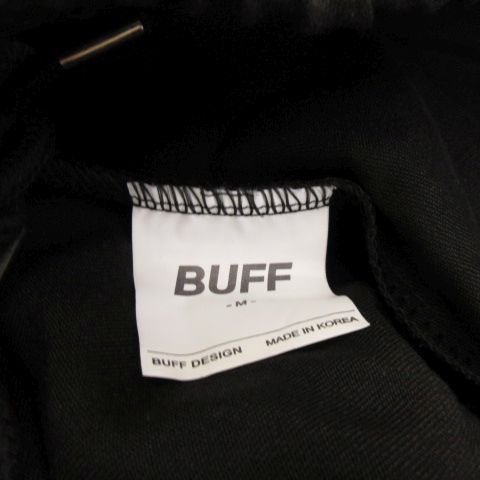 BUFF
- M -
BUFF DESIGN MADE IN KOREA